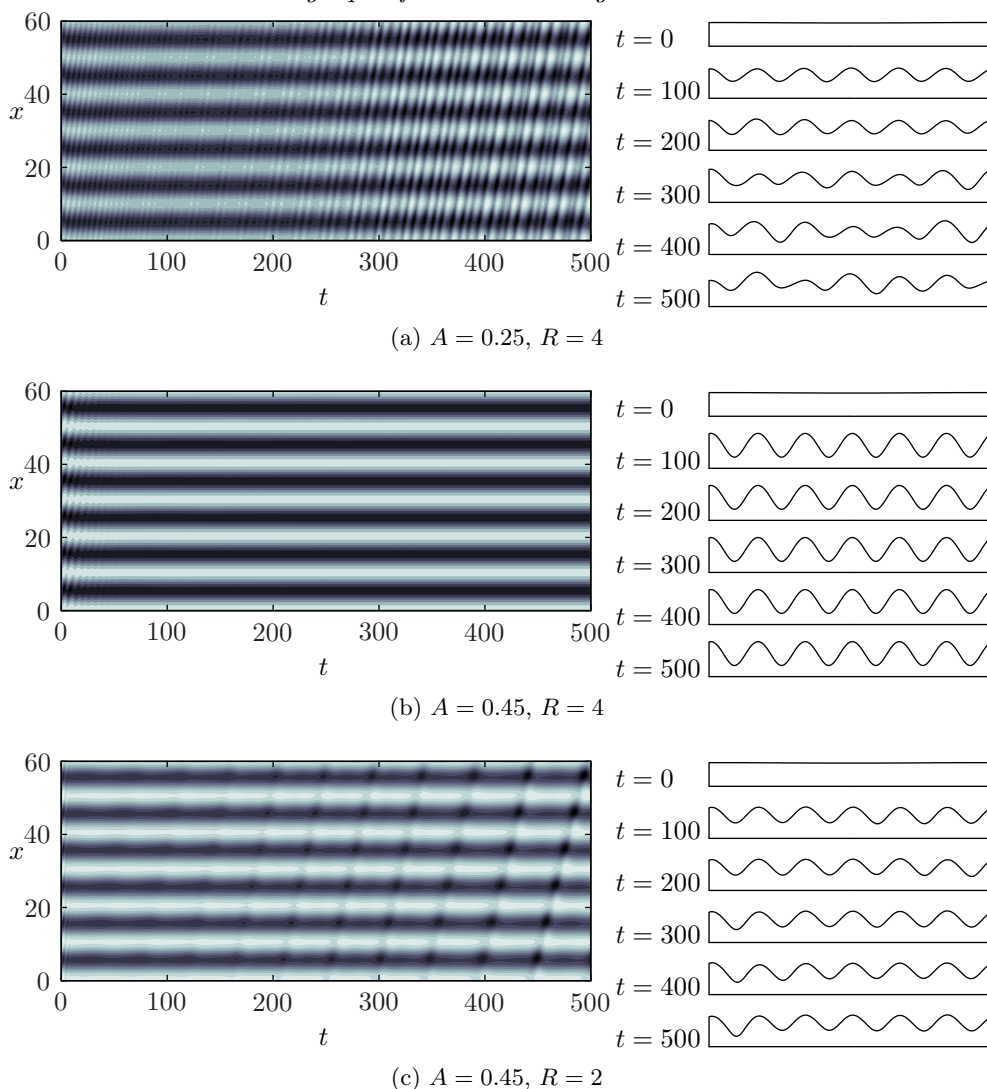 60
40
x
20
0
0 100 200 300 400 500
t
t = 0
t = 100
t = 200
t = 300
t = 400
t = 500
(a) A = 0.25, R = 4
60
40
x
20
0
0 100 200 300 400 500
t
t = 0
t = 100
t = 200
t = 300
t = 400
t = 500
(b) A = 0.45, R = 4
60
40
x
20
0
0 100 200 300 400 500
t
t = 0
t = 100
t = 200
t = 300
t = 400
t = 500
(c) A = 0.45, R = 2